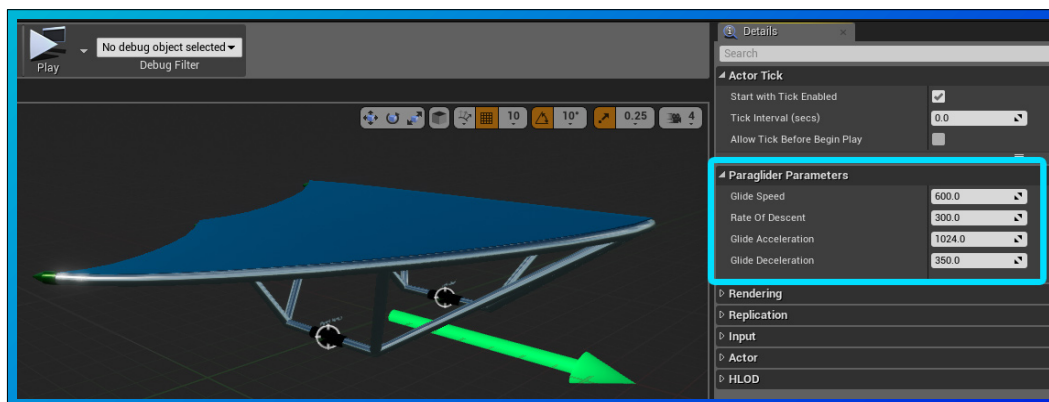 Play
No debug object selected
Debug Filter
10
10°
0.25
4
Details
Search
Actor Tick
Start with Tick Enabled
Tick Interval (secs) 0.0
Allow Tick Before Begin Play
Paraglider Parameters
Glide Speed 600.0
Rate Of Descent 300.0
Glide Acceleration 1024.0
Glide Deceleration 350.0
Rendering
Replication
Input
Actor
HLOD